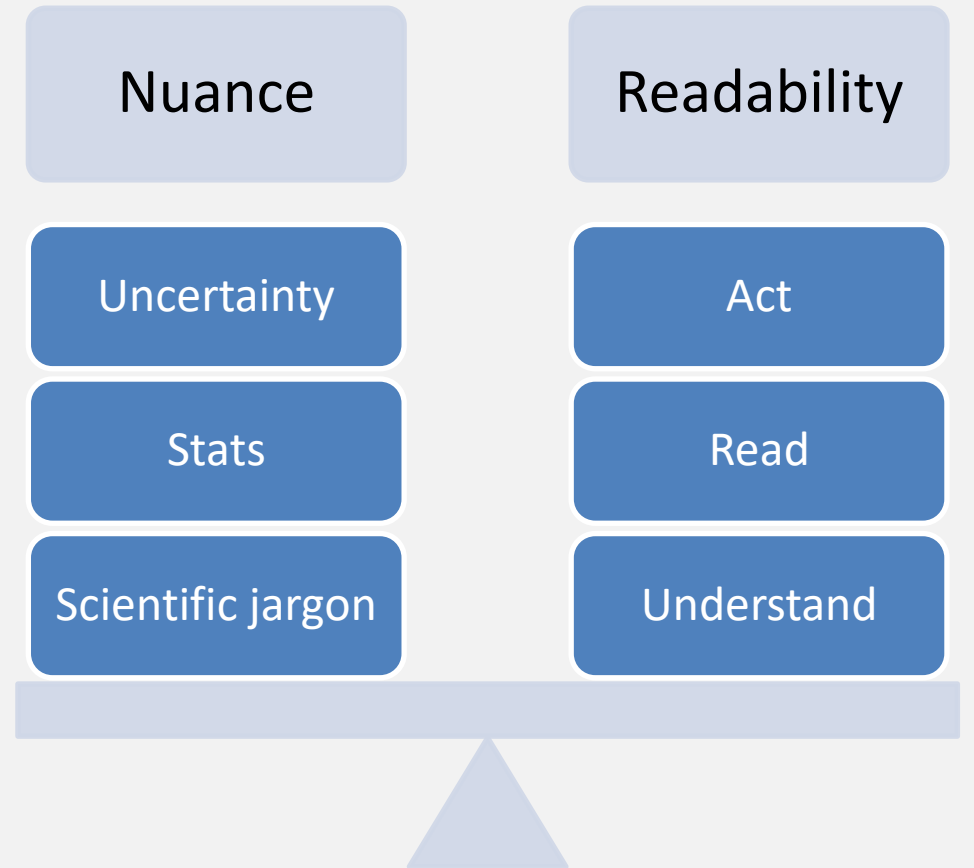 Nuance
Readability
Uncertainty
Act
Stats
Read
Scientific jargon
Understand